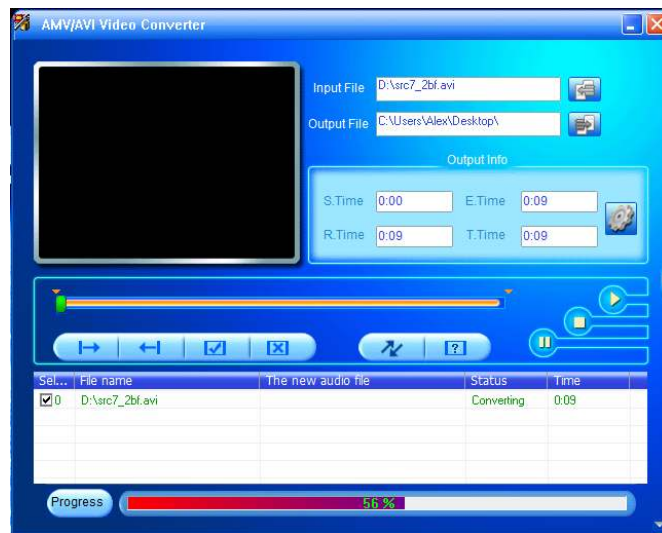 AMV/AVI Video Converter
Input File D:\src7_2bf.avi
Output File C:\Users\Alex\Desktop\
Output Info
S.Time 0:00 E.Time 0:09
R.Time 0:09 T.Time 0:09
Sel... File name The new audio file Status Time
0 D:\src7_2bf.avi Converting 0:09
Progress 56 %